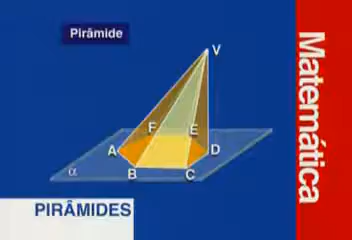 Pirâmide
V
F E
A D
B C
α
PIRÂMIDES
Matemática